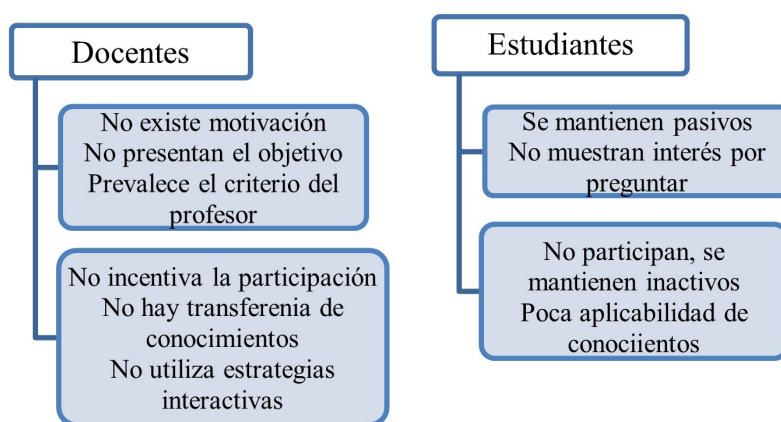 Docentes
No existe motivación
No presentan el objetivo
Prevalece el criterio del
profesor
No incentiva la participación
No hay transferenia de
conocimientos
No utiliza estrategias
interactivas
Estudiantes
Se mantienen pasivos
No muestran interés por
preguntar
No participan, se
mantienen inactivos
Poca aplicabilidad de
conociientos